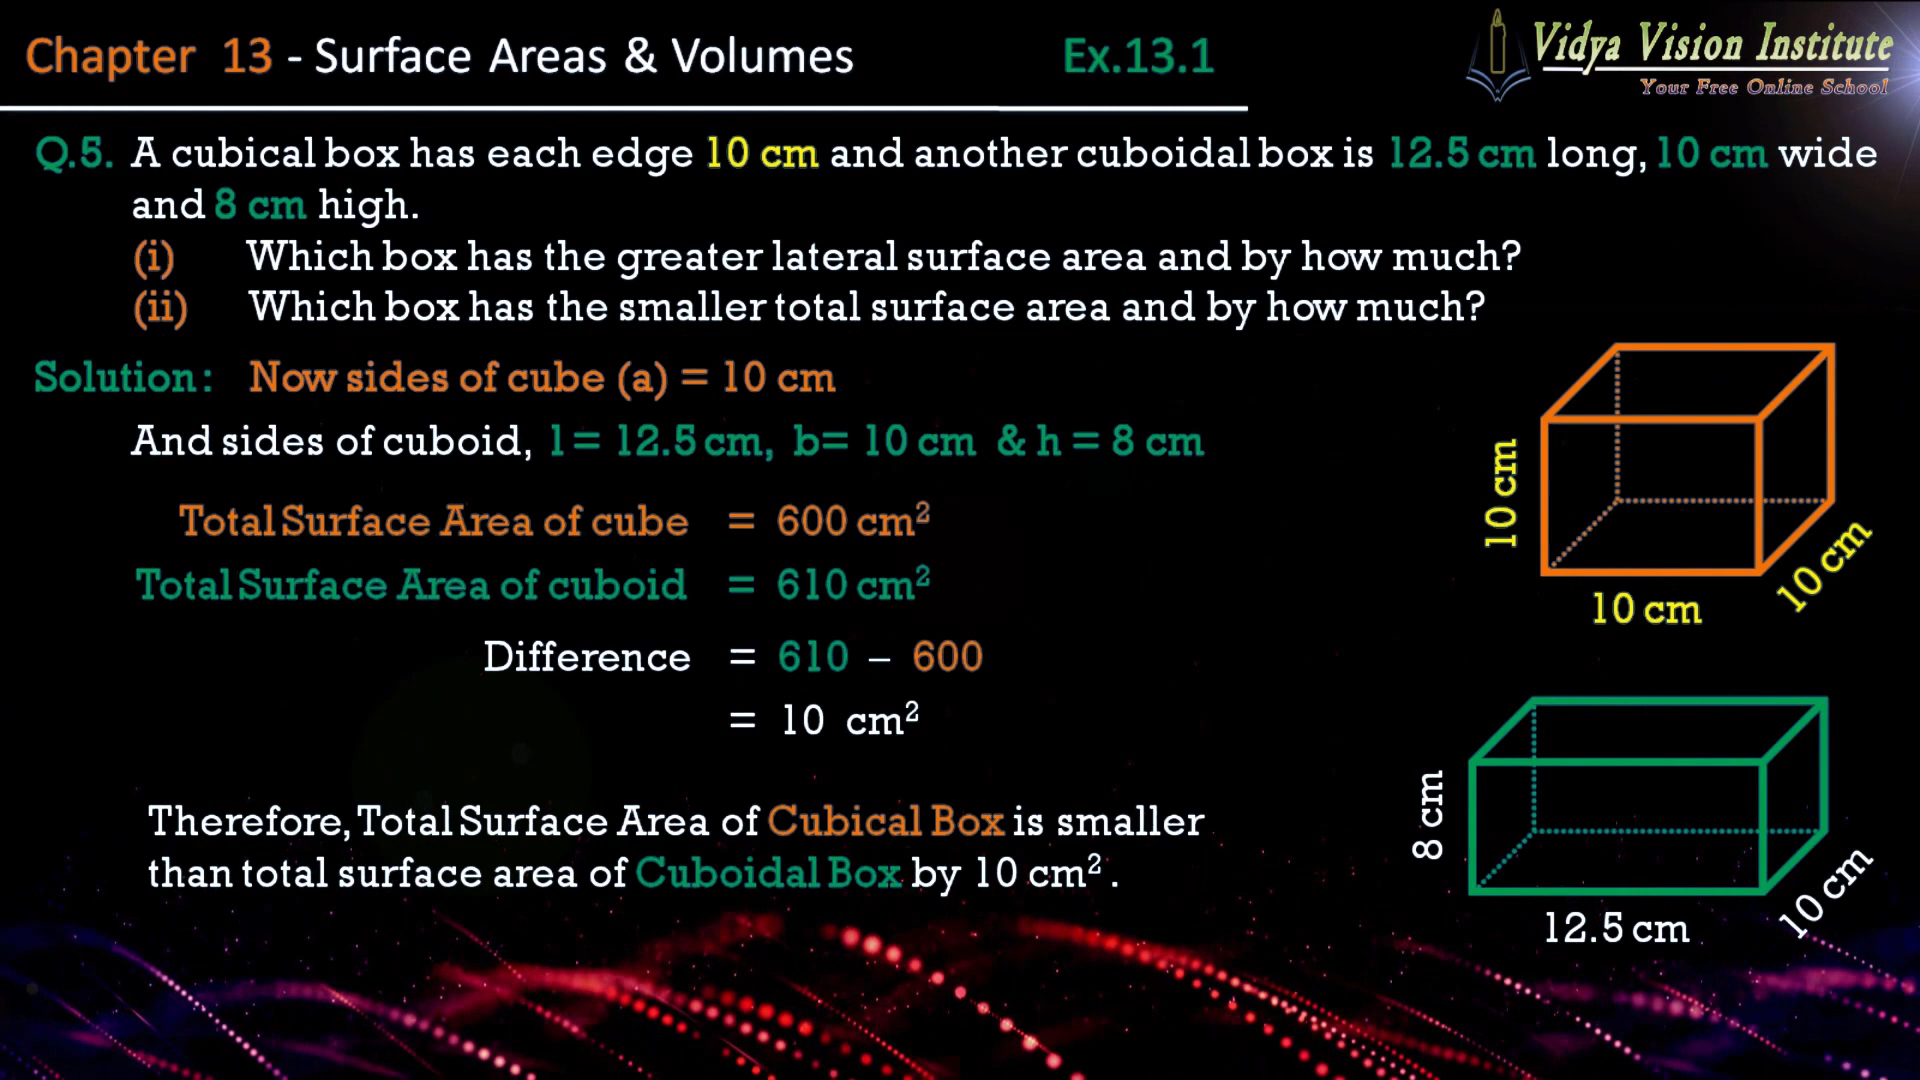 Chapter 13 - Surface Areas & Volumes Ex.13.1
Vidya Vision Institute
Your Free Online School
Q.5. A cubical box has each edge 10 cm and another cuboidal box is 12.5 cm long, 10 cm wide
and 8 cm high.
(i) Which box has the greater lateral surface area and by how much?
(ii) Which box has the smaller total surface area and by how much?
Solution: Now sides of cube (a) = 10 cm
And sides of cuboid, l = 12.5 cm, b= 10 cm & h = 8 cm
Total Surface Area of cube = 600 cm²
Total Surface Area of cuboid = 610 cm²
Difference = 610 – 600
= 10 cm²
Therefore, Total Surface Area of Cubical Box is smaller
than total surface area of Cuboidal Box by 10 cm² .
10 cm
10 cm
10 cm
8 cm
12.5 cm
10 cm